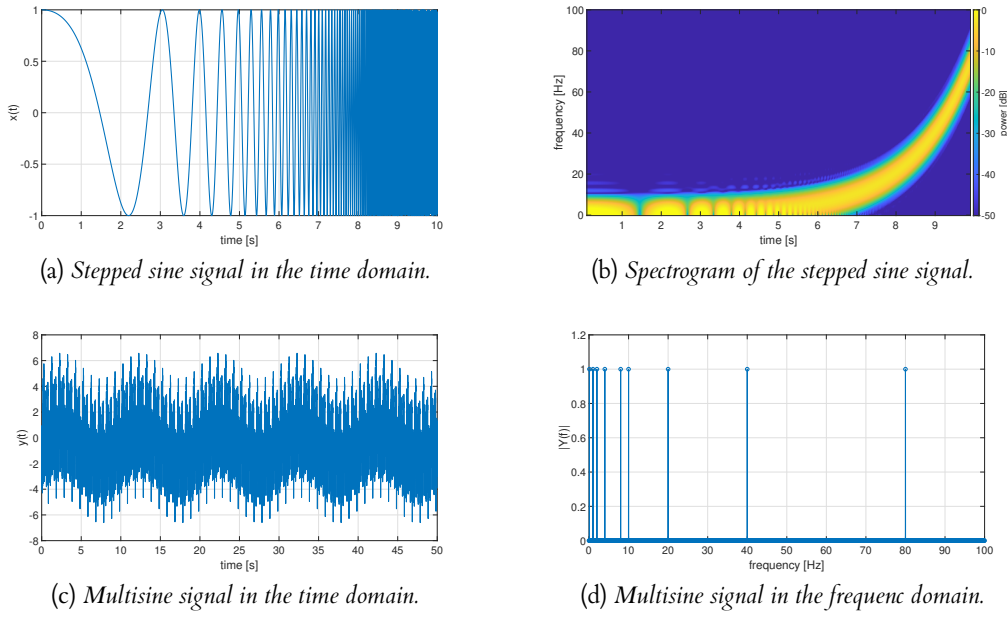 1
0.5
0
-0.5
-1
x(t)
0 1 2 3 4 5 6 7 8 9 10
time [s]
(a) Stepped sine signal in the time domain.
100
80
60
40
20
0
frequency [Hz]
1 2 3 4 5 6 7 8 9
time [s]
0
-10
-20
-30
-40
-50
power [dB]
(b) Spectrogram of the stepped sine signal.
8
6
4
2
0
-2
-4
-6
-8
y(t)
0 5 10 15 20 25 30 35 40 45 50
time [s]
(c) Multisine signal in the time domain.
1.2
1
0.8
0.6
0.4
0.2
0
|Y(f)|
0 10 20 30 40 50 60 70 80 90 100
frequency [Hz]
(d) Multisine signal in the frequenc domain.